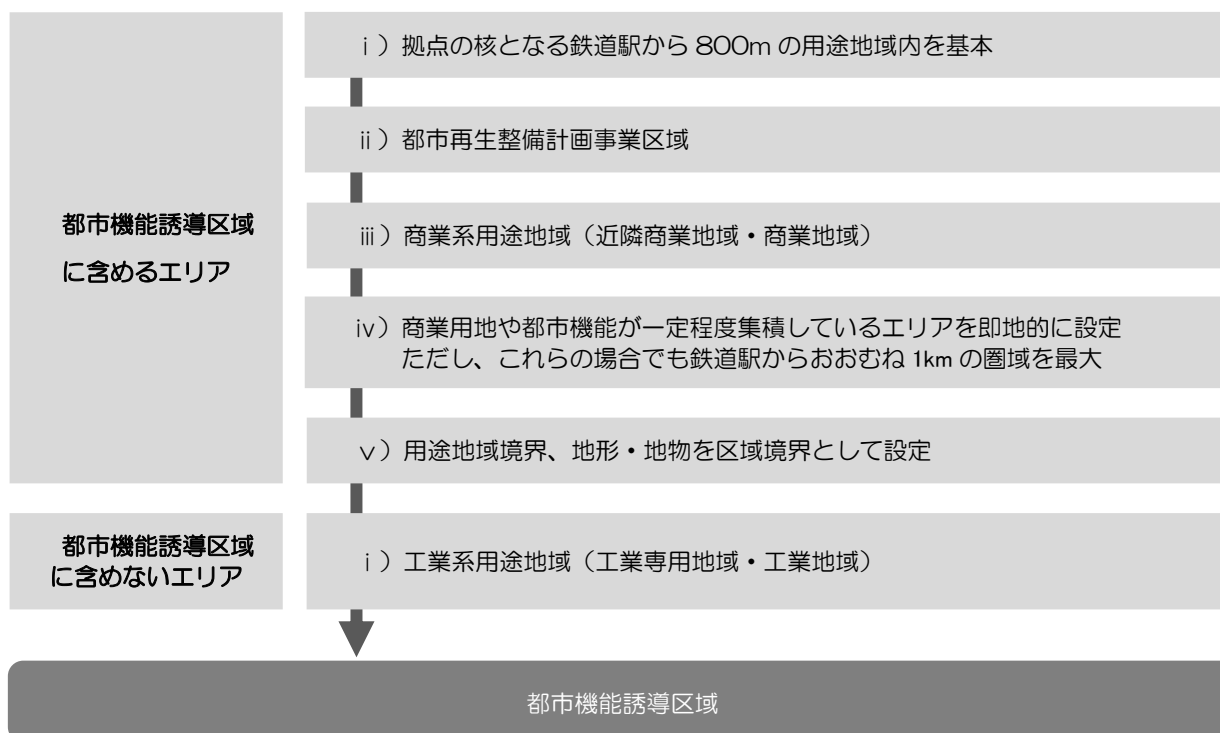 都市機能誘導区域
に含めるエリア
ⅰ）拠点の核となる鉄道駅から 800m の用途地域内を基本
ⅱ）都市再生整備計画事業区域
ⅲ）商業系用途地域（近隣商業地域・商業地域）
ⅳ）商業用地や都市機能が一定程度集積しているエリアを即地的に設定
ただし、これらの場合でも鉄道駅からおおむね 1km の圏域を最大
ⅴ）用途地域境界、地形・地物を区域境界として設定
都市機能誘導区域
に含めないエリア
ⅰ）工業系用途地域（工業専用地域・工業地域）
都市機能誘導区域